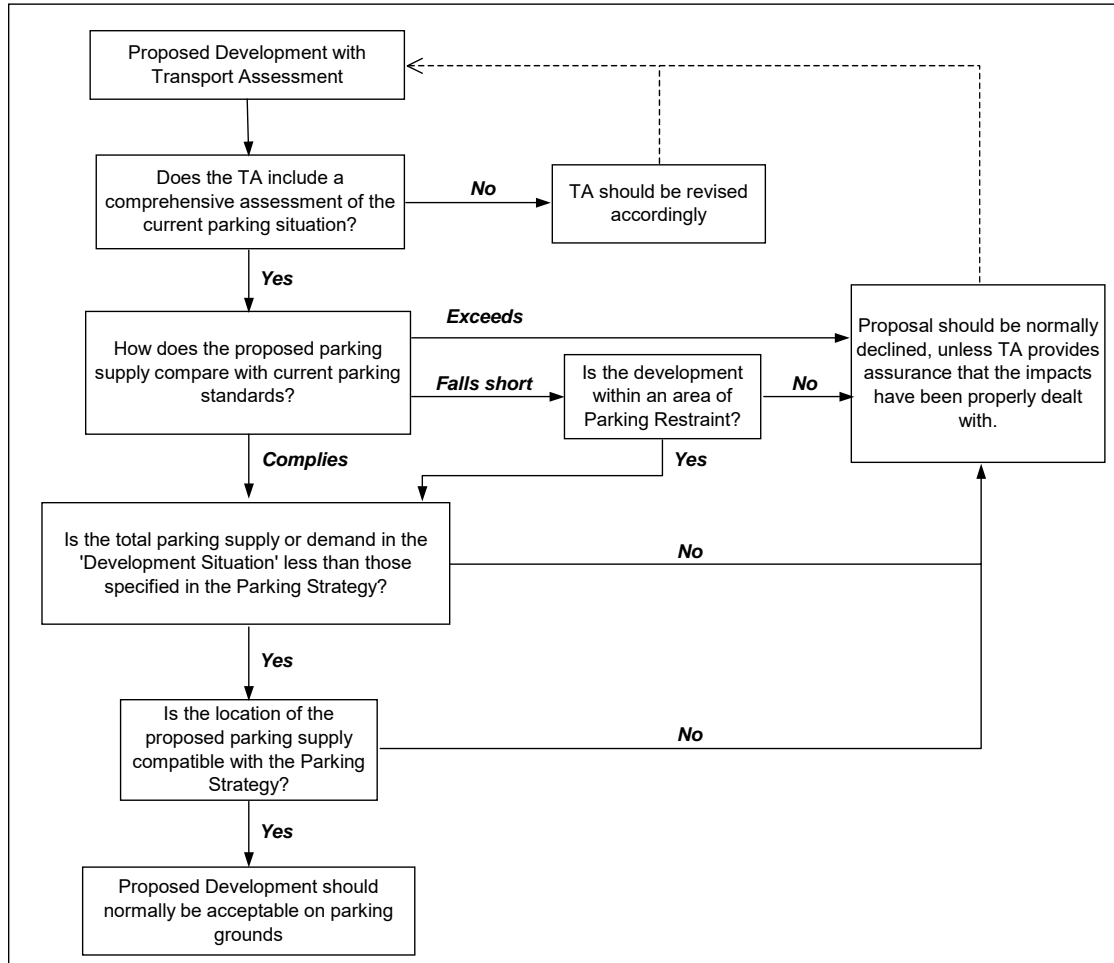 Proposed Development with
Transport Assessment
Does the TA include a
comprehensive assessment of the
current parking situation?
No
TA should be revised
accordingly
Yes
How does the proposed parking
supply compare with current parking
standards?
Exceeds
Falls short
Is the development
within an area of
Parking Restraint?
No
Proposal should be normally
declined, unless TA provides
assurance that the impacts
have been properly dealt
with.
Complies
Yes
Is the total parking supply or demand in the
'Development Situation' less than those
specified in the Parking Strategy?
No
Yes
Is the location of the
proposed parking supply
compatible with the Parking
Strategy?
No
Yes
Proposed Development should
normally be acceptable on parking
grounds